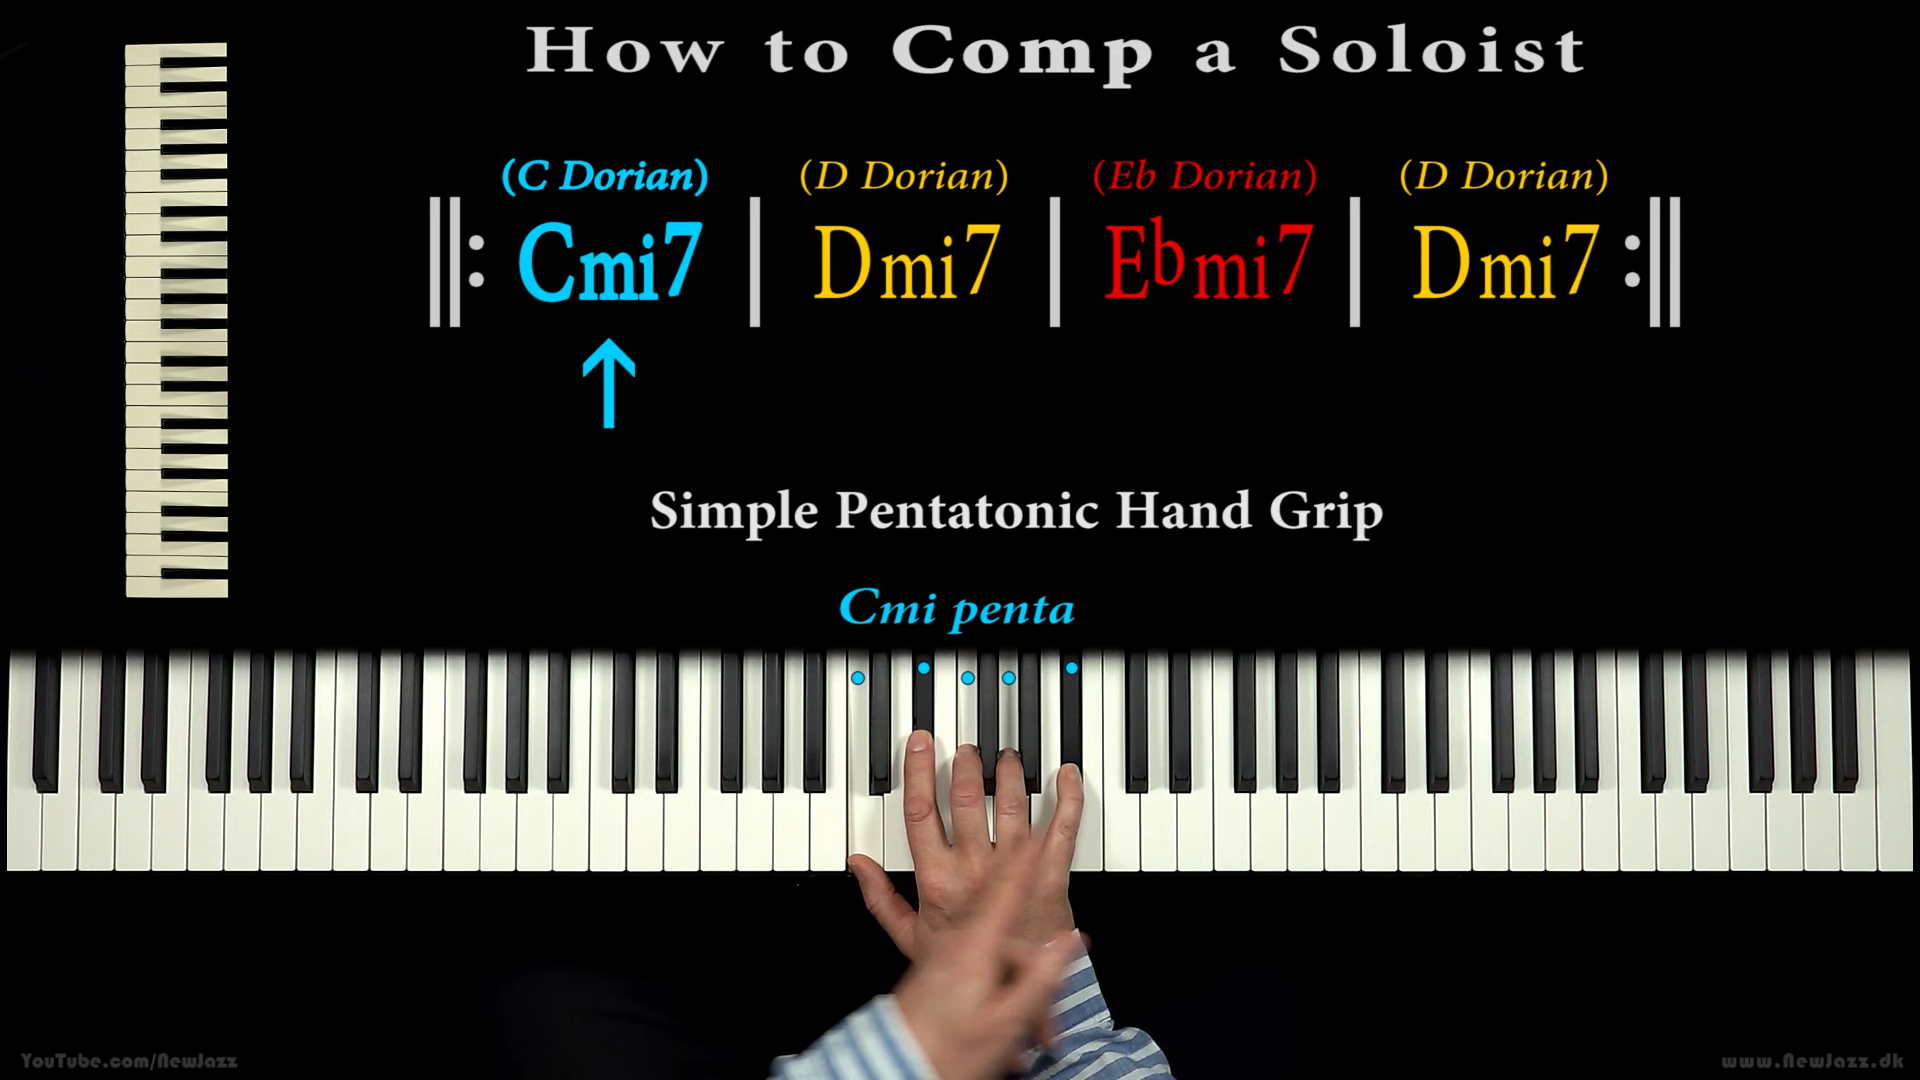 How to Comp a Soloist
(C Dorian) (D Dorian) (Eb Dorian) (D Dorian)
Cmi7 Dmi7 Ebmi7 Dmi7
Simple Pentatonic Hand Grip
Cmi penta
YouTube.com/NewJazz www.NewJazz.dk